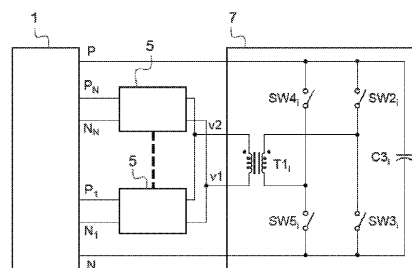 1
5
7
P
P_N
N_N
v2
SW4_i
SW2_i
T1_i
C3_i
5
v1
P_1
N_1
SW5_i
SW3_i
N